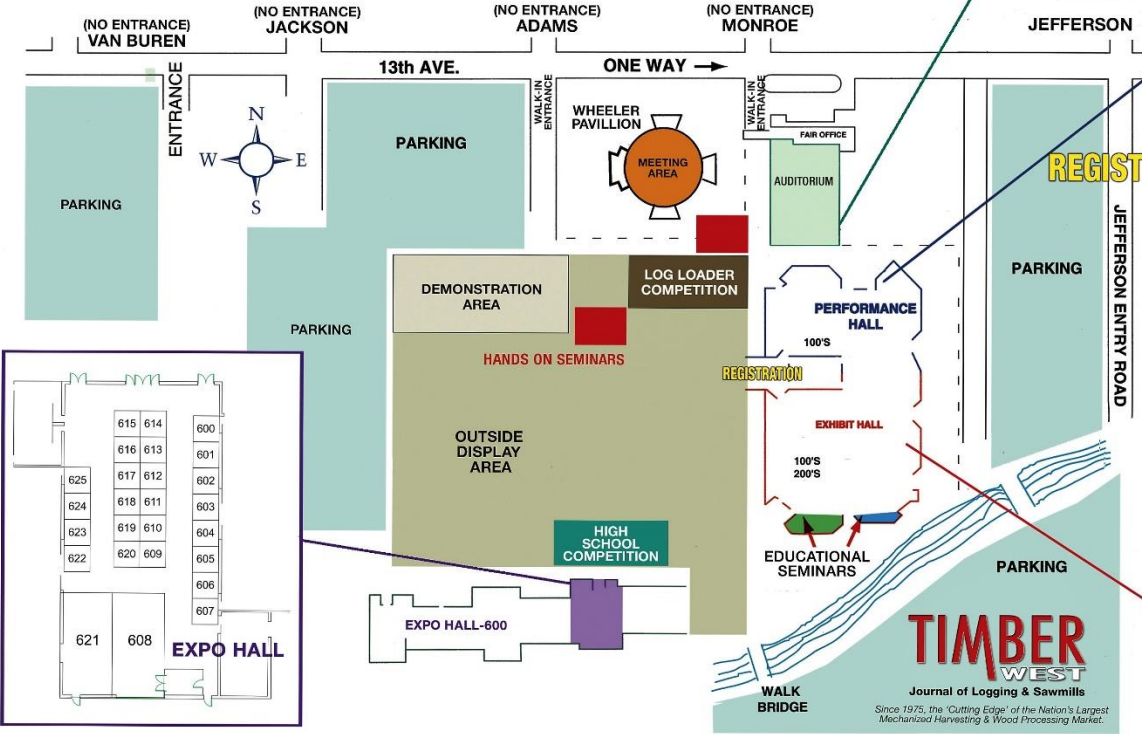 (NO ENTRANCE)
VAN BUREN
(NO ENTRANCE)
JACKSON
(NO ENTRANCE)
ADAMS
(NO ENTRANCE)
MONROE
JEFFERSON
13th AVE.
ONE WAY
ENTRANCE
WALK-IN
ENTRANCE
WALK-IN
ENTRANCE
N
W
E
S
PARKING
PARKING
PARKING
WHEELER
PAVILLION
MEETING
AREA
FAIR OFFICE
AUDITORIUM
REGIST
PARKING
JEFFERSON ENTRY ROAD
DEMONSTRATION
AREA
LOG LOADER
COMPETITION
HANDS ON SEMINARS
PERFORMANCE
HALL
100'S
REGISTRATION
EXHIBIT HALL
100'S
200'S
OUTSIDE
DISPLAY
AREA
HIGH
SCHOOL
COMPETITION
EDUCATIONAL
SEMINARS
PARKING
EXPO HALL-600
615 614
600
616 613
601
625
617 612
602
624
618 611
603
623
619 610
604
622
620 609
605
606
607
621
608
EXPO HALL
WALK
BRIDGE
TIMBER
WEST
Journal of Logging & Sawmills
Since 1975, the 'Cutting Edge' of the Nation's Largest
Mechanized Harvesting & Wood Processing Market.